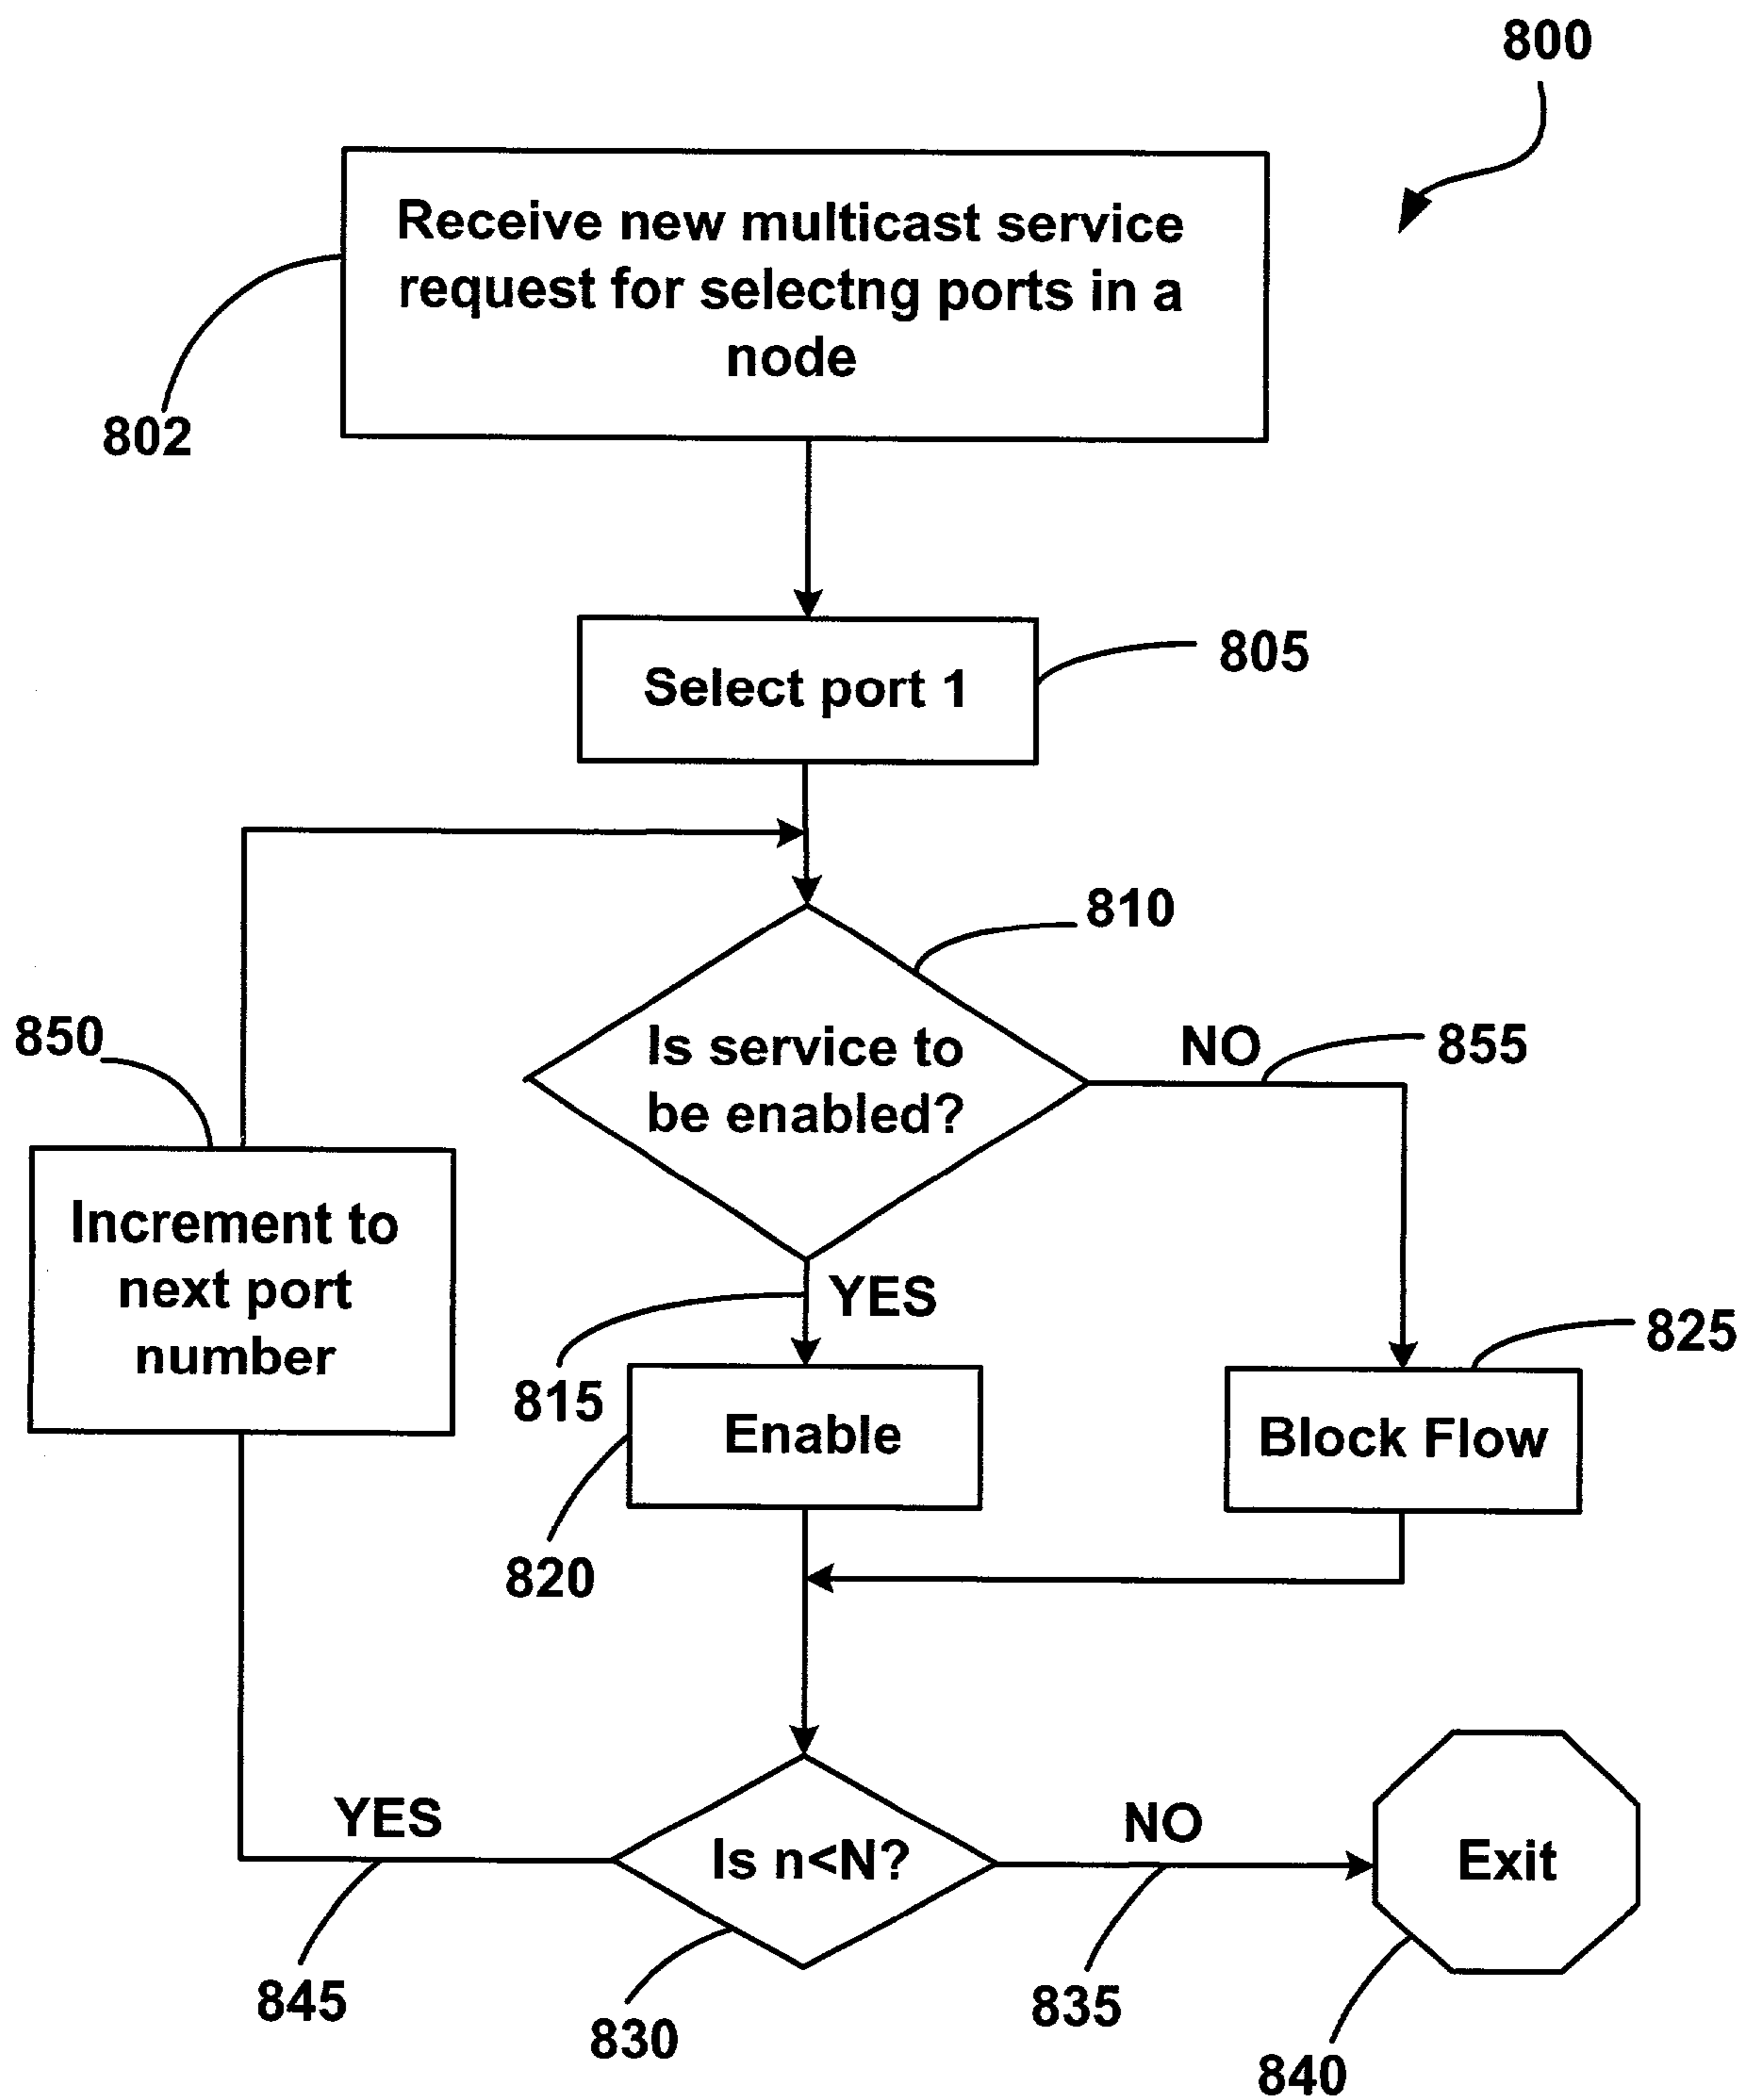 800
Receive new multicast service
request for selectng ports in a
node
802
Select port 1
805
810
Is service to
be enabled?
NO
855
850
Increment to
next port
number
YES
815
Enable
820
825
Block Flow
YES
845
Is n<N?
830
NO
835
Exit
840